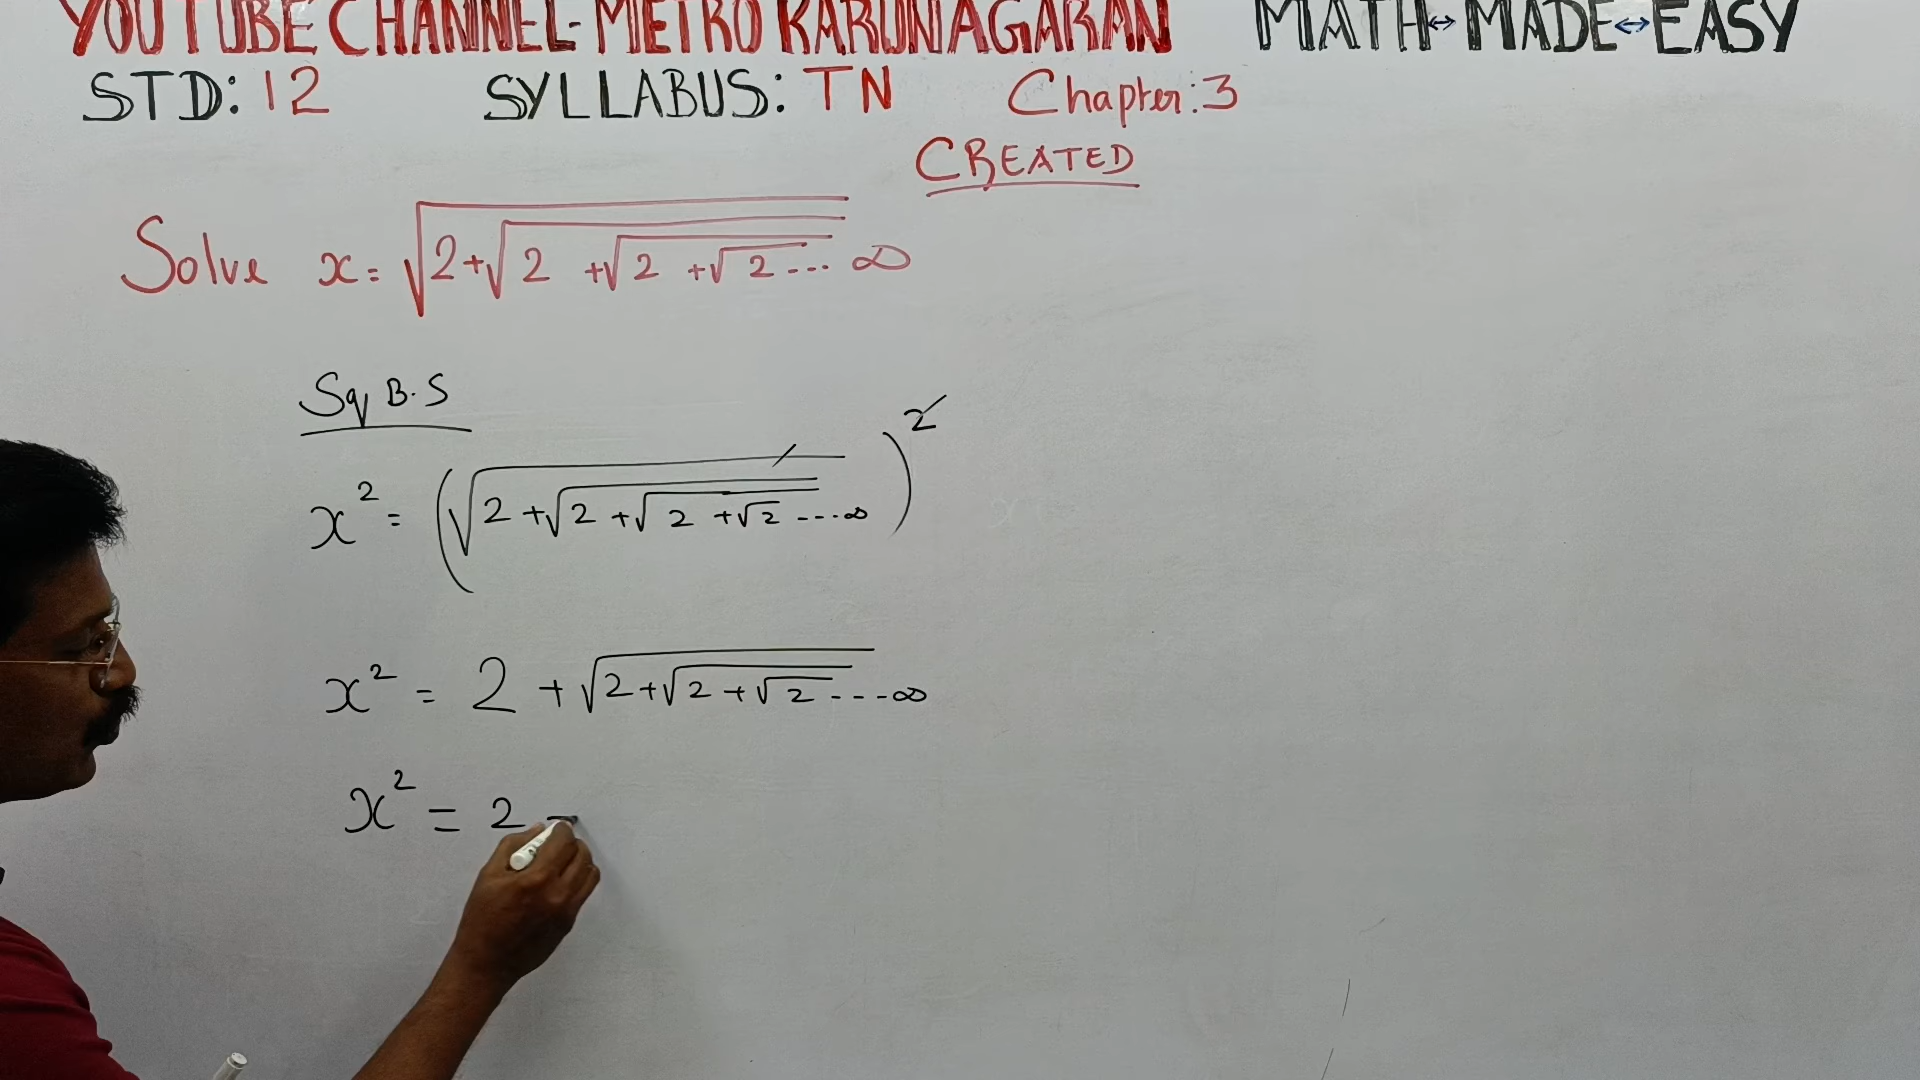 YOUTUBE CHANNEL-METRO KARUNAGARAN MATH↔MADE↔EASY
STD: 12 SYLLABUS: TN Chapter: 3
CREATED
Solve x = √(2+√(2+√(2+√2... ∞
Sq B.S
x² = (√(2+√(2+√(2+√2 ---∞)²
x² = 2 + √(2+√(2+√2 ---∞
x² = 2 -